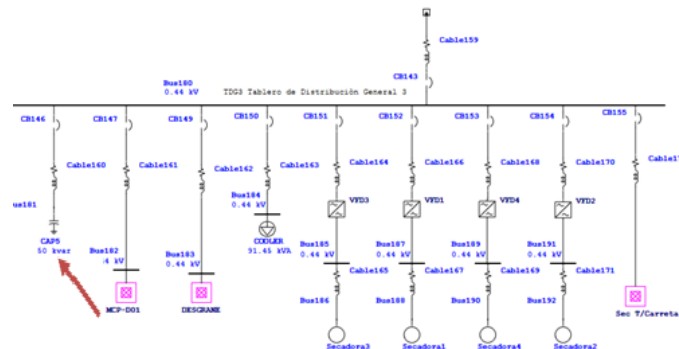 Cable159
CB143
Bus180
0.44 kV
TDG3 Tablero de Distribución General 3
CB146
CB147
CB149
CB150
CB151
CB152
CB153
CB154
CB155
Cable160
Cable161
Cable162
Cable163
Cable164
Cable166
Cable168
Cable170
Cable1
us181
Bus184
0.44 kV
VFD3
VFD1
VFD4
VFD2
CAP5
50 kvar
Bus182
4 kV
Bus183
0.44 kV
COOLER
91.45 kVA
Bus185
0.44 kV
Bus187
0.44 kV
Bus189
0.44 kV
Bus191
0.44 kV
Cable165
Cable167
Cable169
Cable171
MCP-D01
DESGRANE
Bus186
Bus188
Bus190
Bus192
Sec T/Carreta
Secadora3
Secadora1
Secadora4
Secadora2